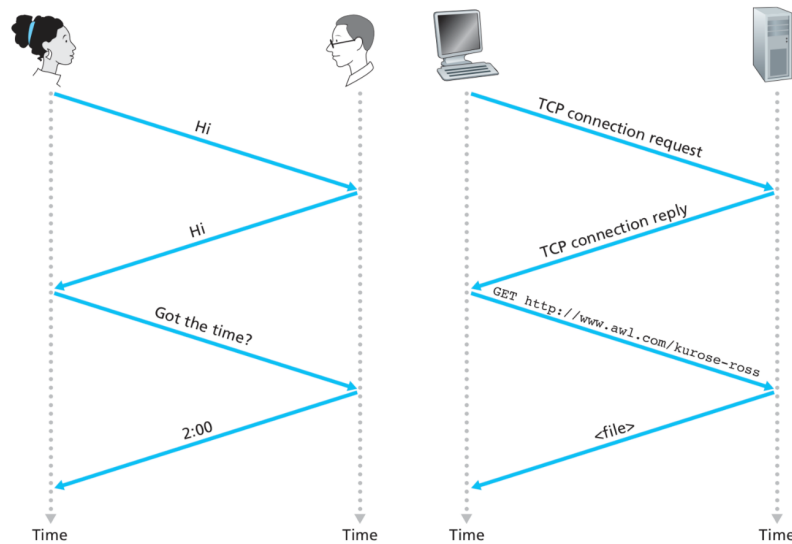 Hi
Hi
Got the time?
2:00
Time
Time
TCP connection request
TCP connection reply
GET http://www.awl.com/kurose-ross
<file>
Time
Time